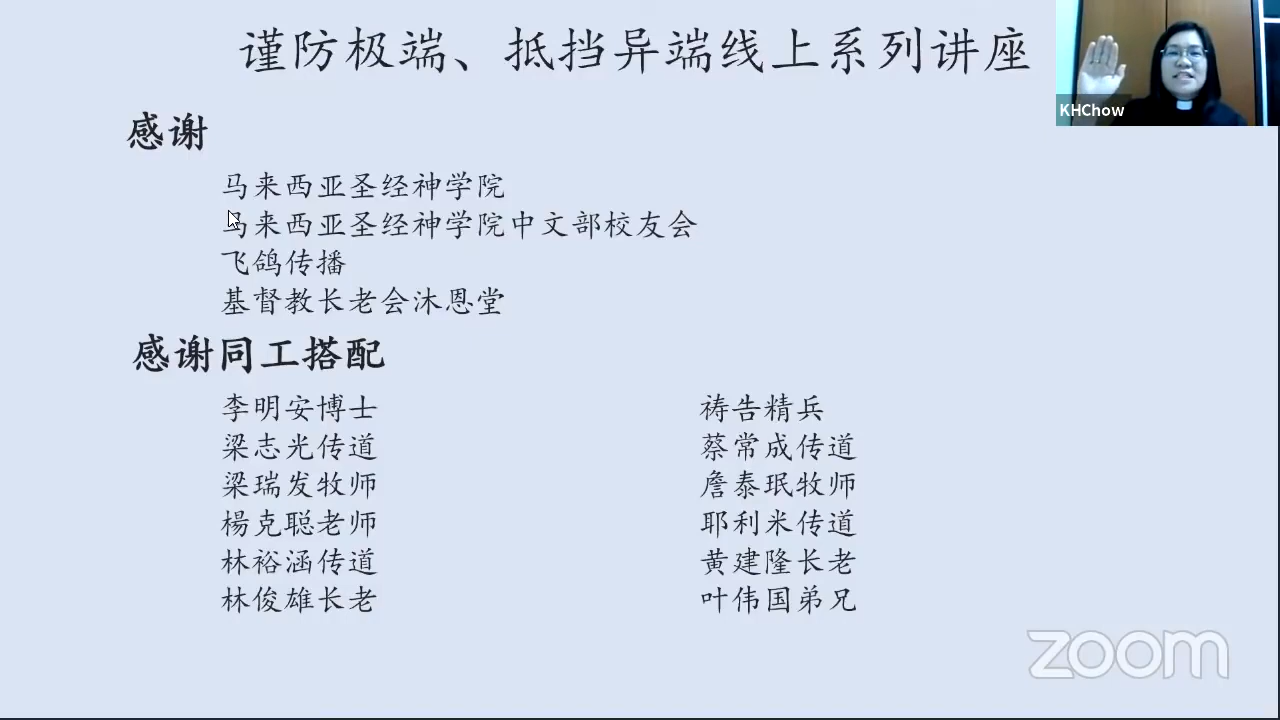 谨防极端、抵挡异端线上系列讲座
KHChow
感谢
马来西亚圣经神学院
马来西亚圣经神学院中文部校友会
飞鸽传播
基督教长老会沐恩堂
感谢同工搭配
李明安博士
梁志光传道
梁瑞发牧师
楊克聪老师
林裕涵传道
林俊雄长老
祷告精兵
蔡常成传道
詹泰珉牧师
耶利米传道
黄建隆长老
叶伟国弟兄
zoom